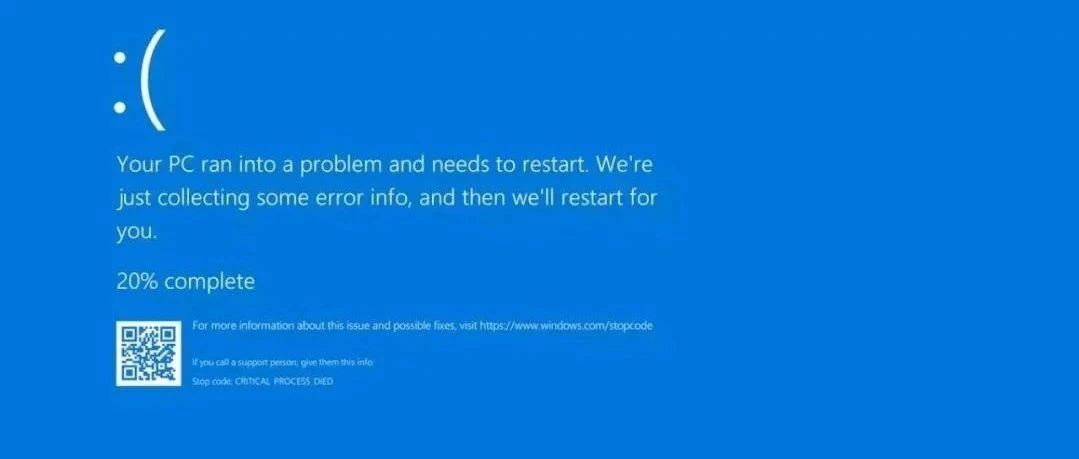 :(
Your PC ran into a problem and needs to restart. We're
just collecting some error info, and then we'll restart for
you.
20% complete
For more information about this issue and possible fixes, visit https://www.windows.com/stopcode
If you call a support person, give them this info:
Stop code: CRITICAL PROCESS DIED